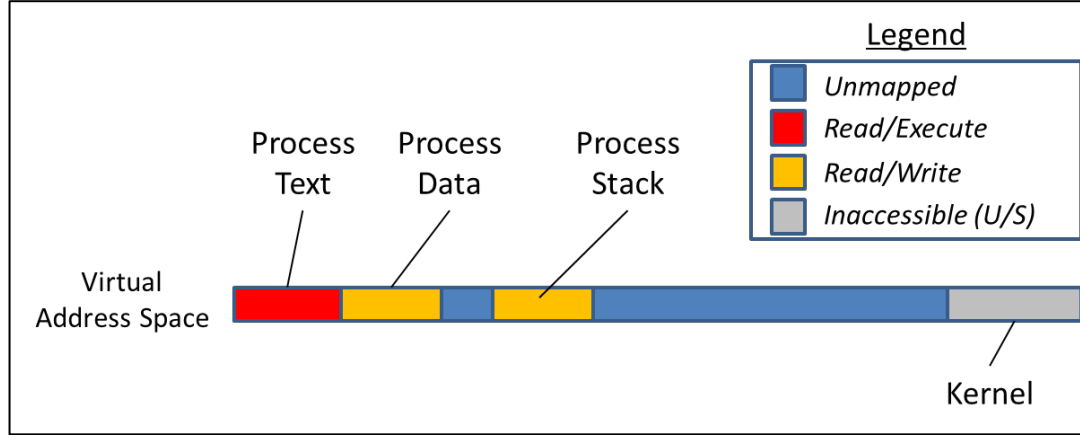 Legend
Unmapped
Read/Execute
Read/Write
Inaccessible (U/S)
Process
Text
Process
Data
Process
Stack
Virtual
Address Space
Kernel